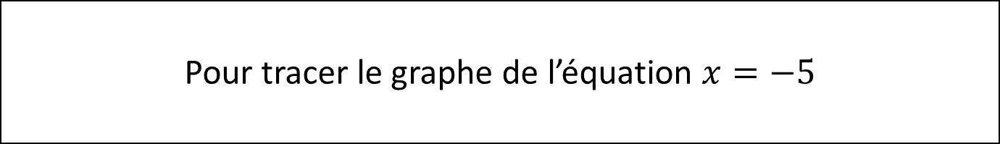 Pour tracer le graphe de l’équation x = −5